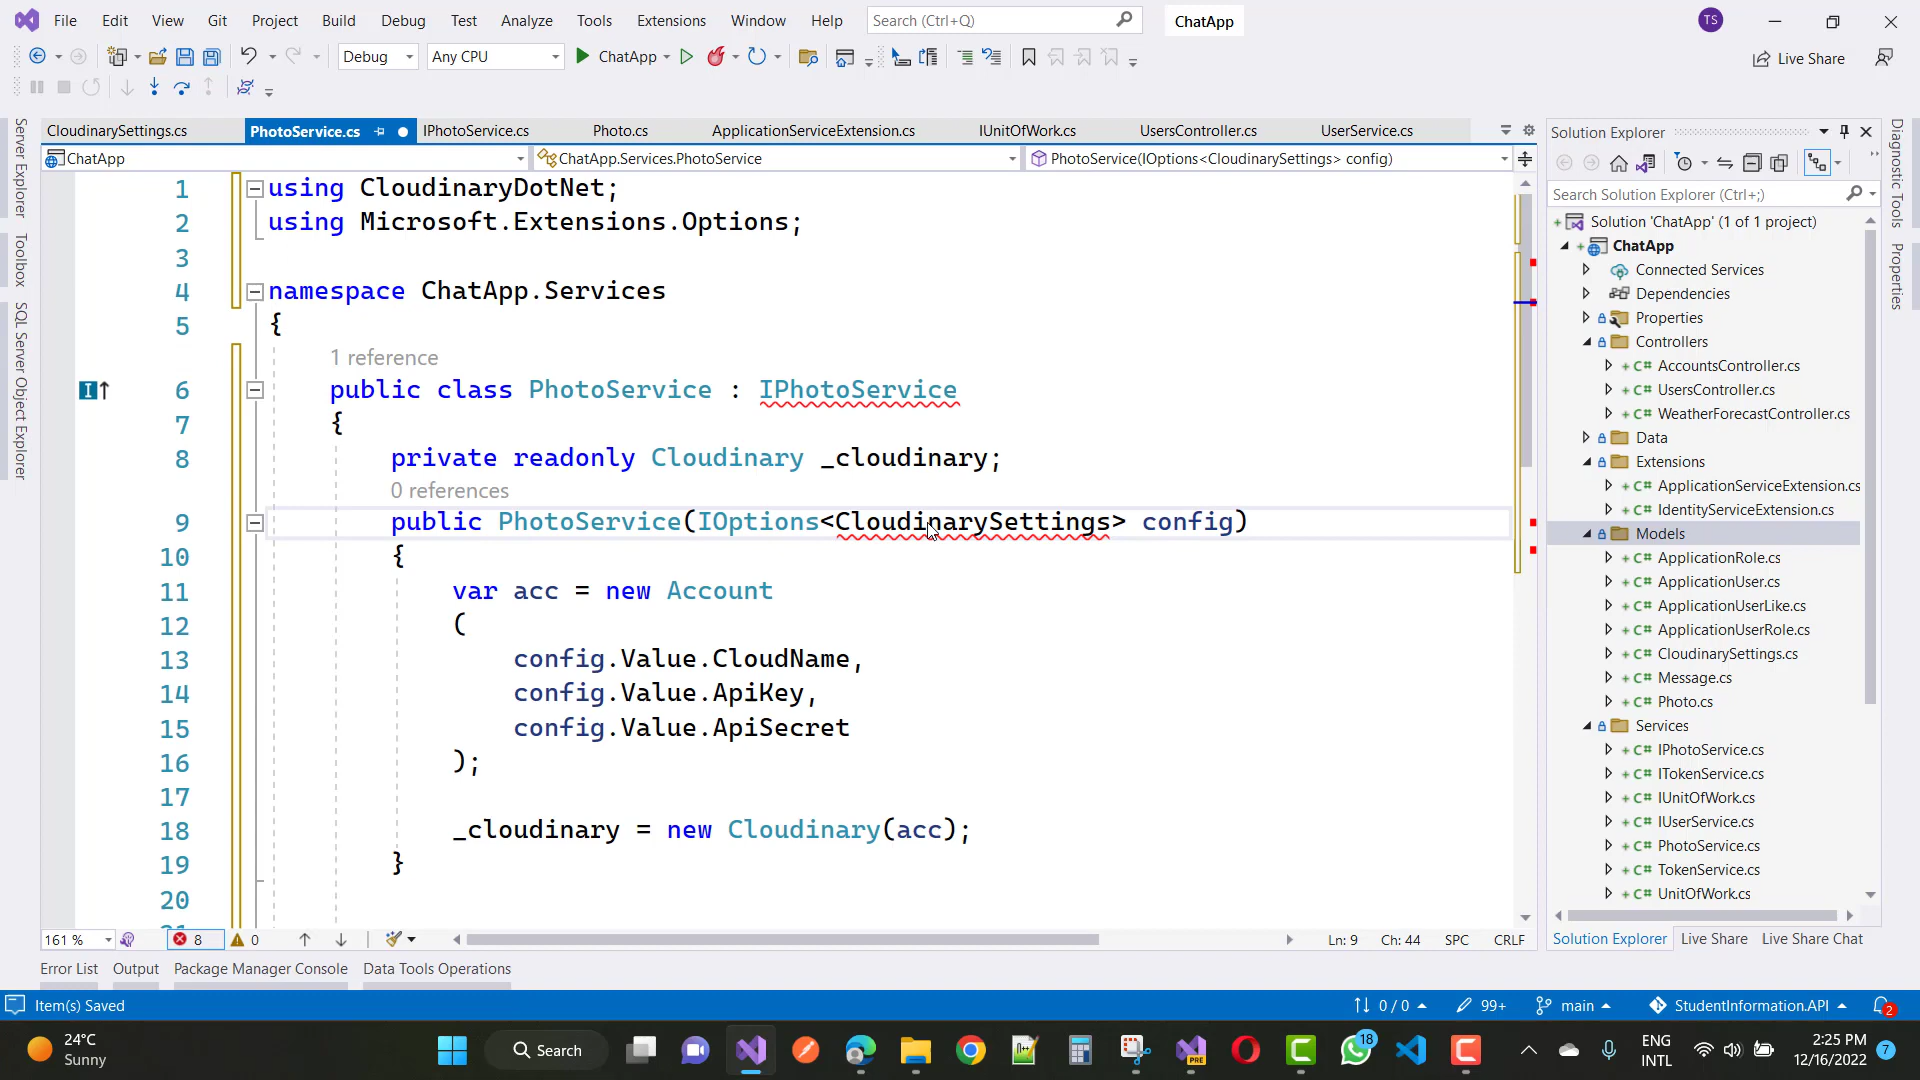 File Edit View Git Project Build Debug Test Analyze Tools Extensions Window Help Search (Ctrl+Q) ChatApp TS
Debug Any CPU ChatApp Live Share
CloudinarySettings.cs PhotoService.cs IPhotoService.cs Photo.cs ApplicationServiceExtension.cs IUnitOfWork.cs UsersController.cs UserService.cs
ChatApp ChatApp.Services.PhotoService PhotoService(IOptions<CloudinarySettings> config)
Server Explorer
Toolbox
SQL Server Object Explorer
1 using CloudinaryDotNet;
2 using Microsoft.Extensions.Options;
3
4 namespace ChatApp.Services
5 {
1 reference
6 public class PhotoService : IPhotoService
7 {
8 private readonly Cloudinary _cloudinary;
0 references
9 public PhotoService(IOptions<CloudinarySettings> config)
10 {
11 var acc = new Account
12 (
13 config.Value.CloudName,
14 config.Value.ApiKey,
15 config.Value.ApiSecret
16 );
17
18 _cloudinary = new Cloudinary(acc);
19 }
20
161 % 8 0 Ln: 9 Ch: 44 SPC CRLF
Solution Explorer
Search Solution Explorer (Ctrl+;)
Solution 'ChatApp' (1 of 1 project)
ChatApp
Connected Services
Dependencies
Properties
Controllers
C# AccountsController.cs
C# UsersController.cs
C# WeatherForecastController.cs
Data
Extensions
C# ApplicationServiceExtension.cs
C# IdentityServiceExtension.cs
Models
C# ApplicationRole.cs
C# ApplicationUser.cs
C# ApplicationUserLike.cs
C# ApplicationUserRole.cs
C# CloudinarySettings.cs
C# Message.cs
C# Photo.cs
Services
C# IPhotoService.cs
C# ITokenService.cs
C# IUnitOfWork.cs
C# IUserService.cs
C# PhotoService.cs
C# TokenService.cs
C# UnitOfWork.cs
Solution Explorer Live Share Live Share Chat
Diagnostic Tools
Properties
Error List Output Package Manager Console Data Tools Operations
Item(s) Saved 0 / 0 99+ main StudentInformation.API 2
24°C
Sunny
Search
PRE
18
ENG
INTL
2:25 PM
12/16/2022
7